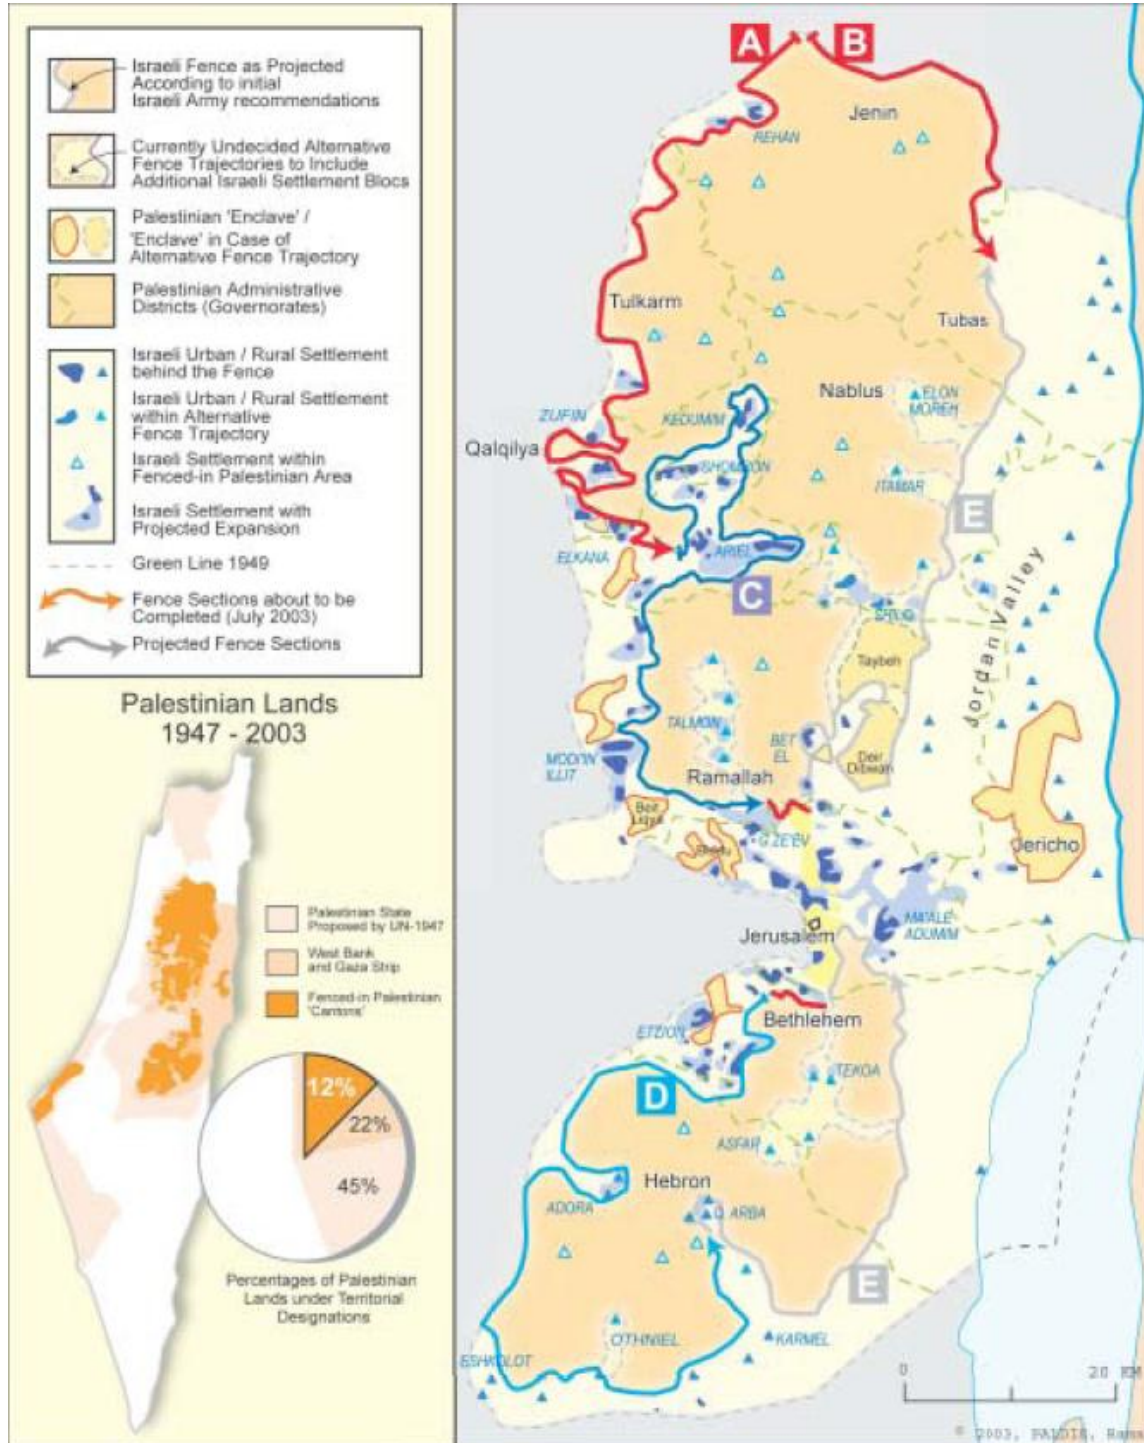 Israeli Fence as Projected
According to initial
Israeli Army recommendations
Currently Undecided Alternative
Fence Trajectories to Include
Additional Israeli Settlement Blocs
Palestinian 'Enclave' /
'Enclave' in Case of
Alternative Fence Trajectory
Palestinian Administrative
Districts (Governorates)
Israeli Urban / Rural Settlement
behind the Fence
Israeli Urban / Rural Settlement
within Alternative
Fence Trajectory
Israeli Settlement within
Fenced-in Palestinian Area
Israeli Settlement with
Projected Expansion
Green Line 1949
Fence Sections about to be
Completed (July 2003)
Projected Fence Sections
Palestinian Lands
1947 - 2003
Palestinian State
Proposed by UN-1947
West Bank
and Gaza Strip
Fenced-in Palestinian
'Cantons'
12%
22%
45%
Percentages of Palestinian
Lands under Territorial
Designations
A
B
Jenin
REHAN
Tulkarm
Tubas
Nablus
ELON
MOREH
ZUFIN
KEDUMIM
Qalqilya
SHOMRON
ITAMAR
E
ELKANA
ARIEL
C
SHILO
Jordan Valley
Taybeh
TALMON
BET
EL
MODI'IN
ILLIT
Deir
Dibwan
Ramallah
Beit
Liqya
G.ZE'EV
Jericho
MA'ALE
ADUMIM
Jerusalem
ETZION
Bethlehem
TEKOA
D
ASFAR
Hebron
ADORA
Q. ARBA
E
OTHNIEL
KARMEL
ESHKOLOT
0
20 KM
© 2003, PALDIS,